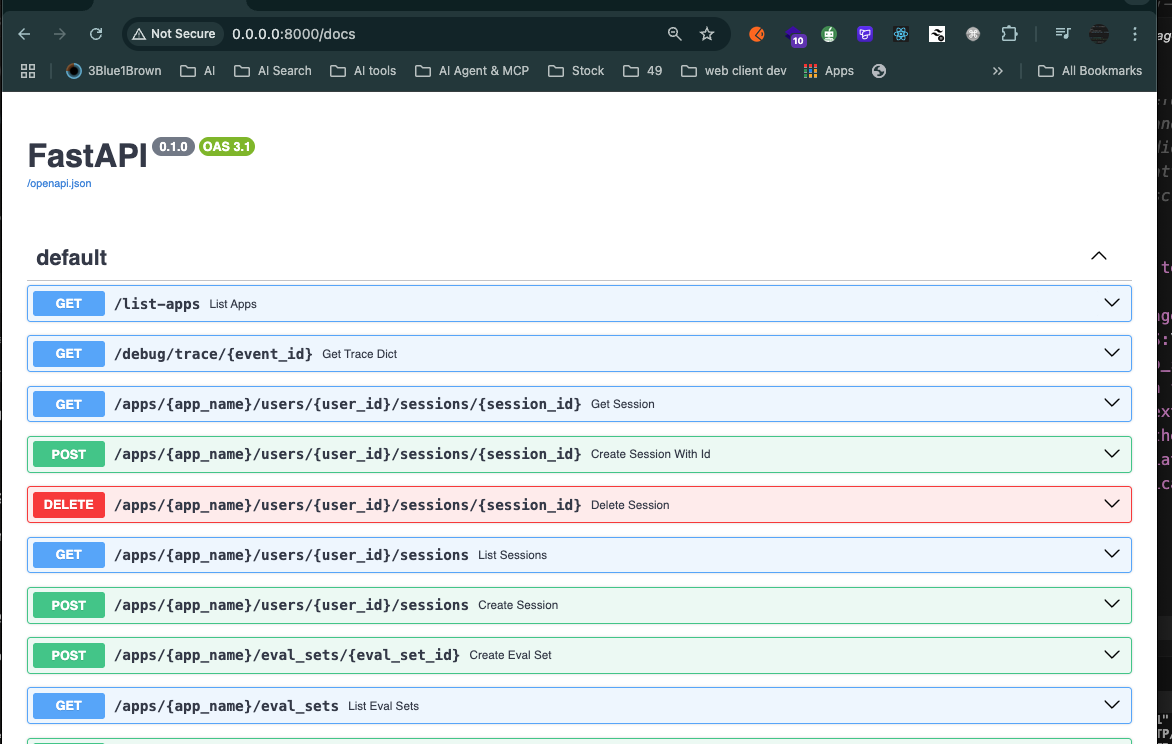 Not Secure 0.0.0.0:8000/docs
10
3Blue1Brown AI AI Search AI tools AI Agent & MCP Stock 49 web client dev Apps » All Bookmarks
FastAPI 0.1.0 OAS 3.1
/openapi.json
default
GET /list-apps List Apps
GET /debug/trace/{event_id} Get Trace Dict
GET /apps/{app_name}/users/{user_id}/sessions/{session_id} Get Session
POST /apps/{app_name}/users/{user_id}/sessions/{session_id} Create Session With Id
DELETE /apps/{app_name}/users/{user_id}/sessions/{session_id} Delete Session
GET /apps/{app_name}/users/{user_id}/sessions List Sessions
POST /apps/{app_name}/users/{user_id}/sessions Create Session
POST /apps/{app_name}/eval_sets/{eval_set_id} Create Eval Set
GET /apps/{app_name}/eval_sets List Eval Sets